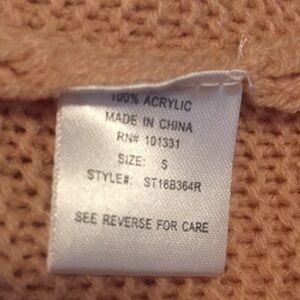 100% ACRYLIC
MADE IN CHINA
RN# 101331
SIZE: S
STYLE#: ST18B364R
SEE REVERSE FOR CARE